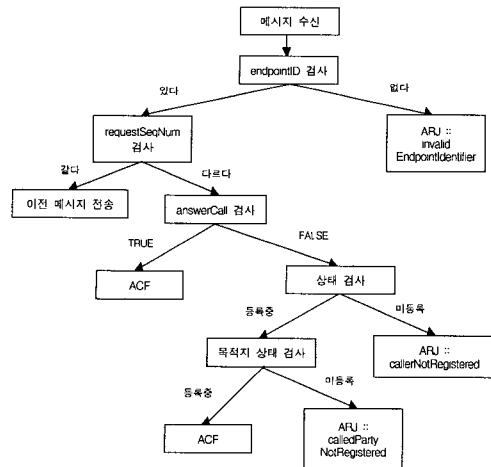 메시지 수신
endpointID 검사
있다
없다
requestSeqNum
검사
ARJ ::
invalid
EndpointIdentifier
같다
다르다
이전 메시지 전송
answerCall 검사
TRUE
FALSE
ACF
상태 검사
등록중
미등록
목적지 상태 검사
ARJ ::
callerNotRegistered
등록중
미등록
ACF
ARJ ::
calledParty
NotRegistered